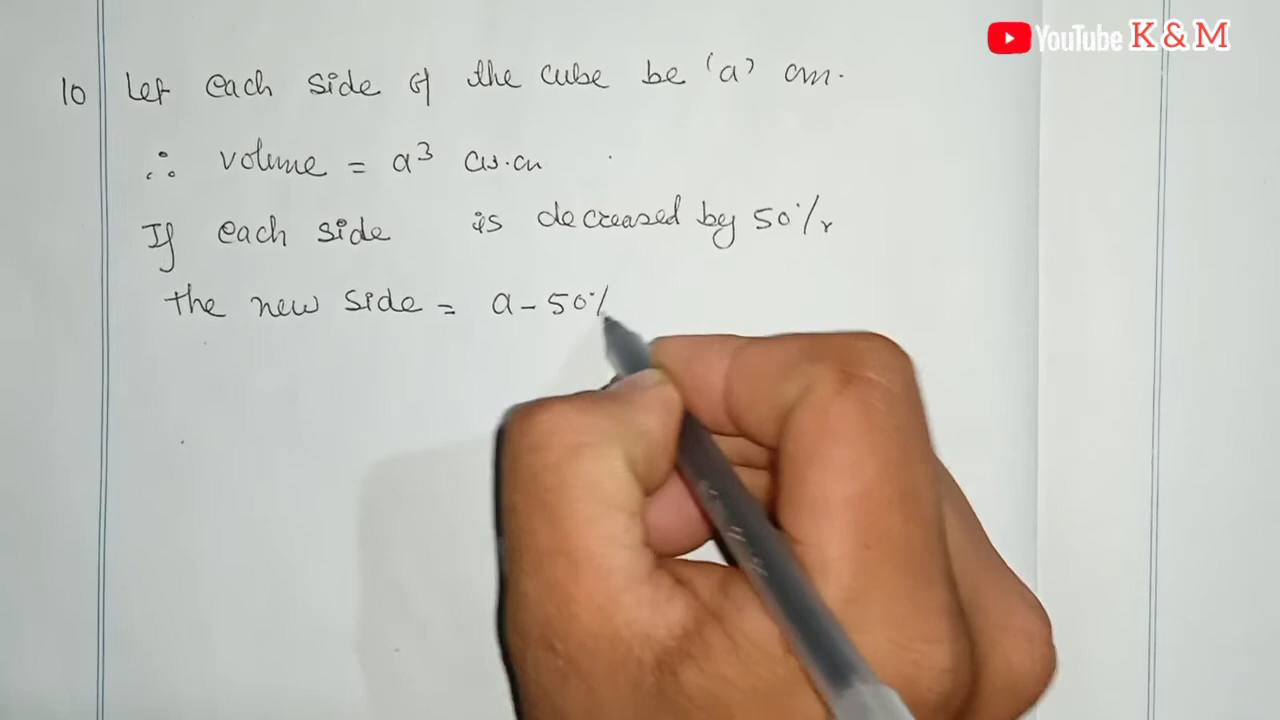 YouTube K & M
10 Let each side of the cube be 'a' cm.
∴ volume = a³ cu.cm
If each side is decreased by 50%
the new side = a - 50%